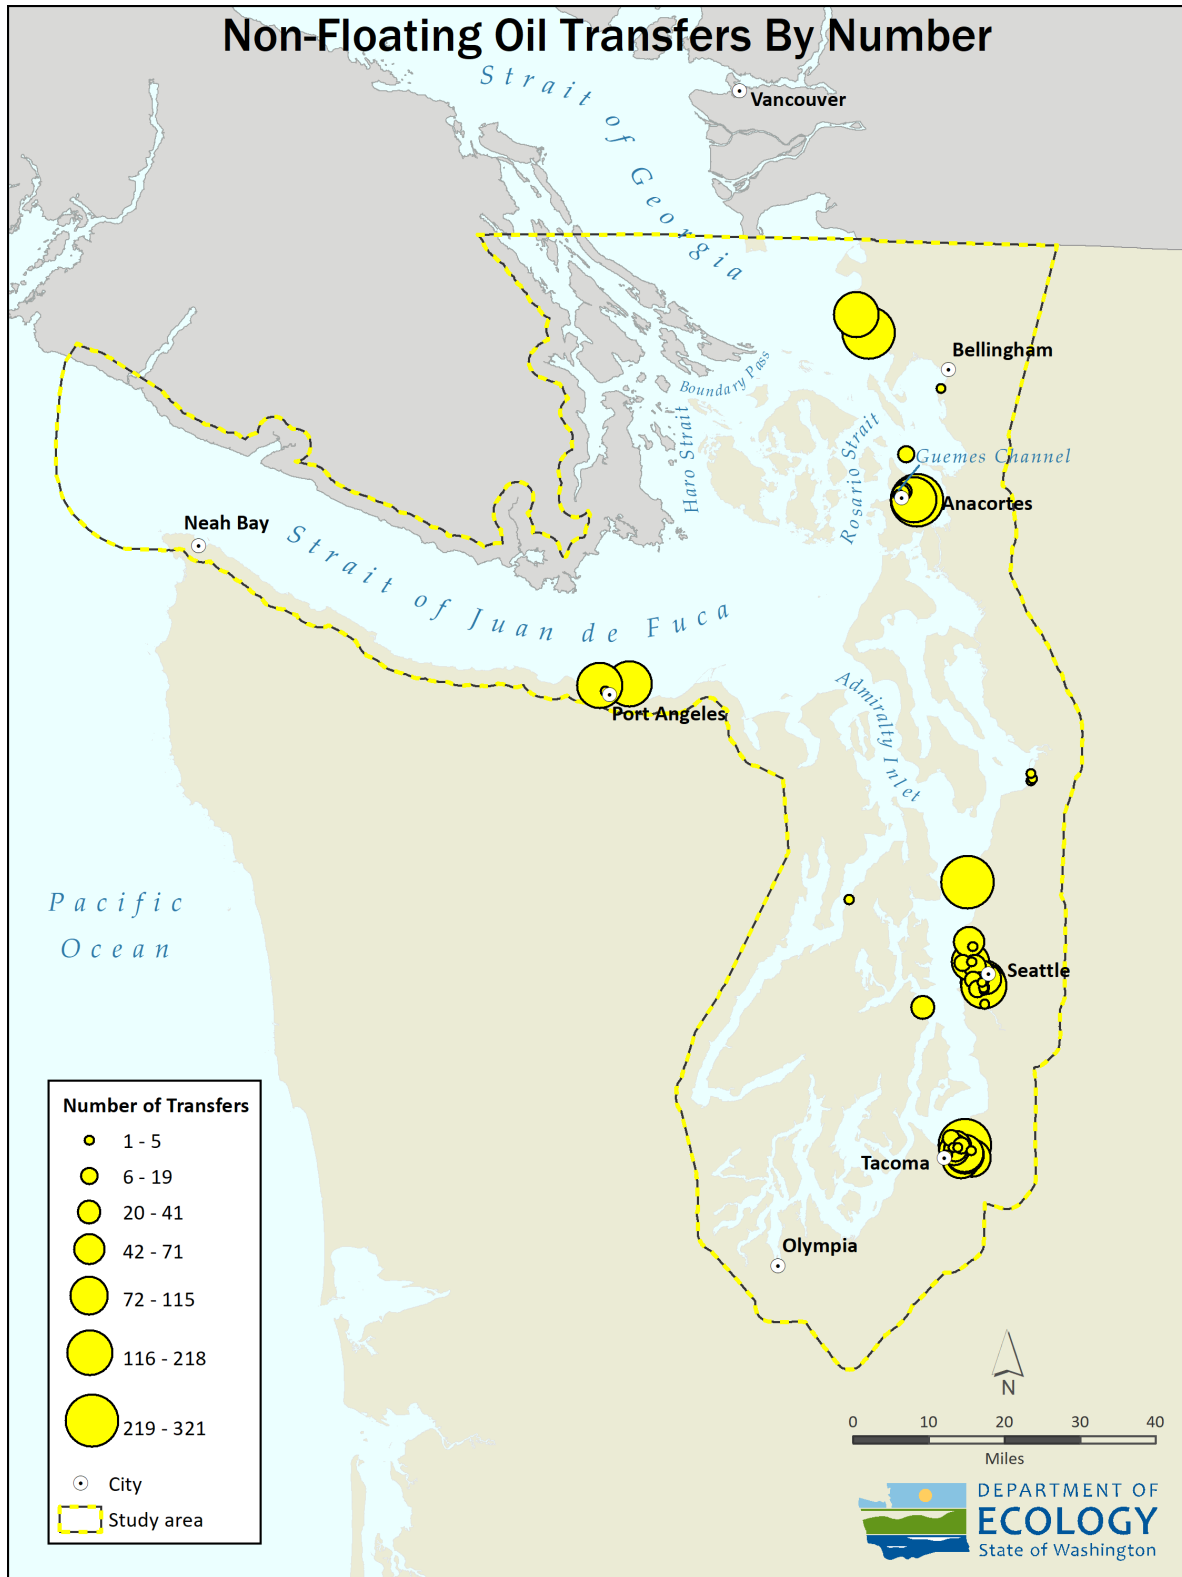 Non-Floating Oil Transfers By Number
Strait of Georgia
Vancouver
Bellingham
Boundary Pass
Haro Strait
Rosario Strait
Guemes Channel
Anacortes
Neah Bay
Strait of Juan de Fuca
Port Angeles
Admiralty Inlet
Pacific
Ocean
Seattle
Tacoma
Olympia
Number of Transfers
1 - 5
6 - 19
20 - 41
42 - 71
72 - 115
116 - 218
219 - 321
City
Study area
N
0 10 20 30 40
Miles
DEPARTMENT OF
ECOLOGY
State of Washington